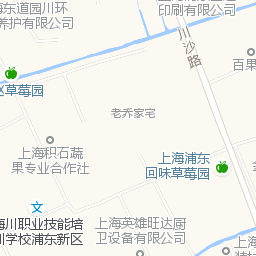 东道园川环
养护有限公司
印刷有限公司
川沙路
百果
草莓园
老乔家宅
上海积石蔬
果专业合作社
上海浦东
回味草莓园
文
川职业技能培
学校浦东新区
上海英雄旺达厨
卫设备有限公司
上海